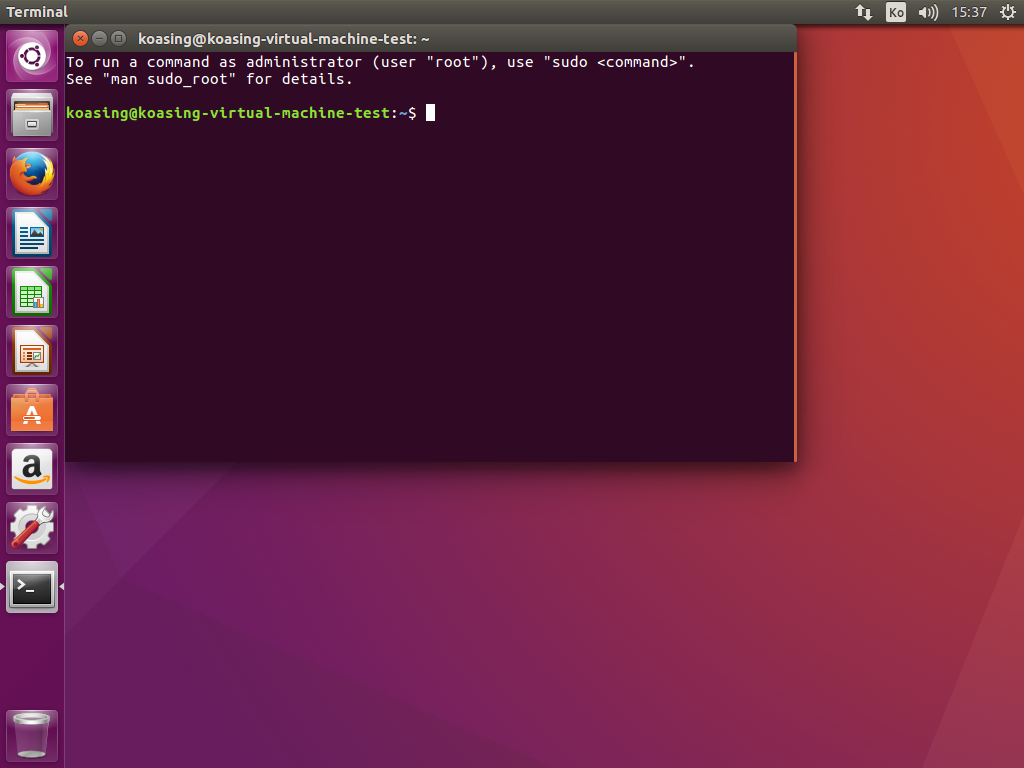 Terminal
Ko
15:37
koasing@koasing-virtual-machine-test: ~
To run a command as administrator (user "root"), use "sudo <command>".
See "man sudo_root" for details.
koasing@koasing-virtual-machine-test:~$
A
a
>_